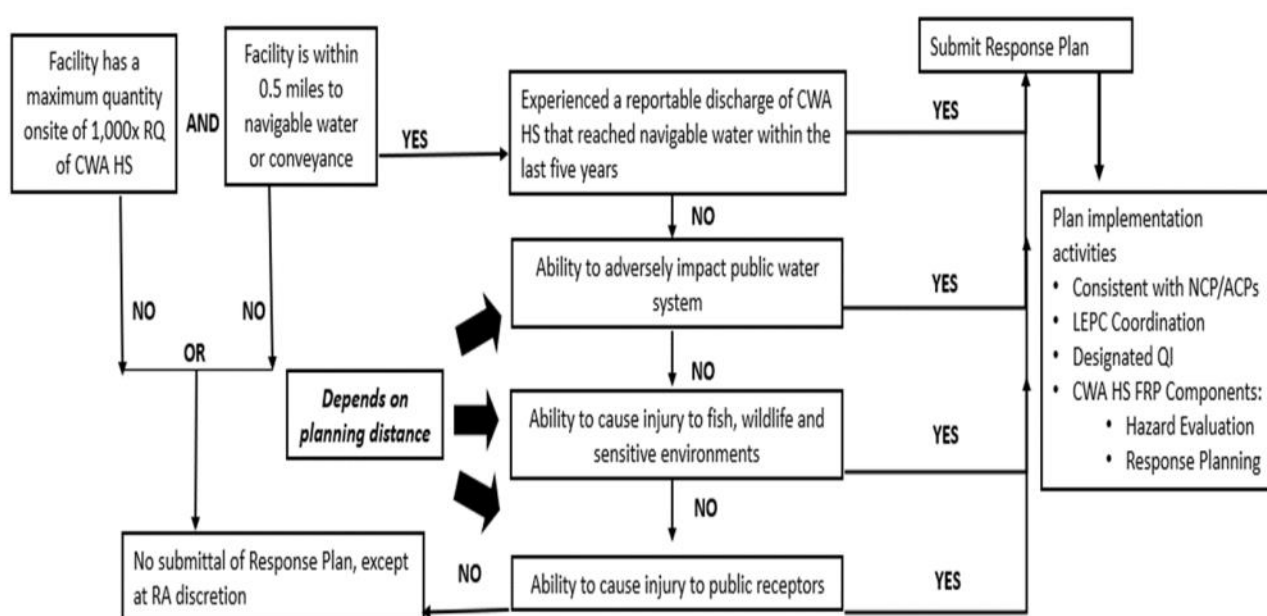 Facility has a
maximum quantity
onsite of 1,000x RQ
of CWA HS
AND
Facility is within
0.5 miles to
navigable water
or conveyance
YES
Experienced a reportable discharge of CWA
HS that reached navigable water within the
last five years
YES
Submit Response Plan
NO
Ability to adversely impact public water
system
YES
NO
NO
NO
OR
Depends on
planning distance
Ability to cause injury to fish, wildlife and
sensitive environments
YES
NO
Ability to cause injury to public receptors
YES
NO
No submittal of Response Plan, except
at RA discretion
Plan implementation
activities
• Consistent with NCP/ACPs
• LEPC Coordination
• Designated QI
• CWA HS FRP Components:
• Hazard Evaluation
• Response Planning